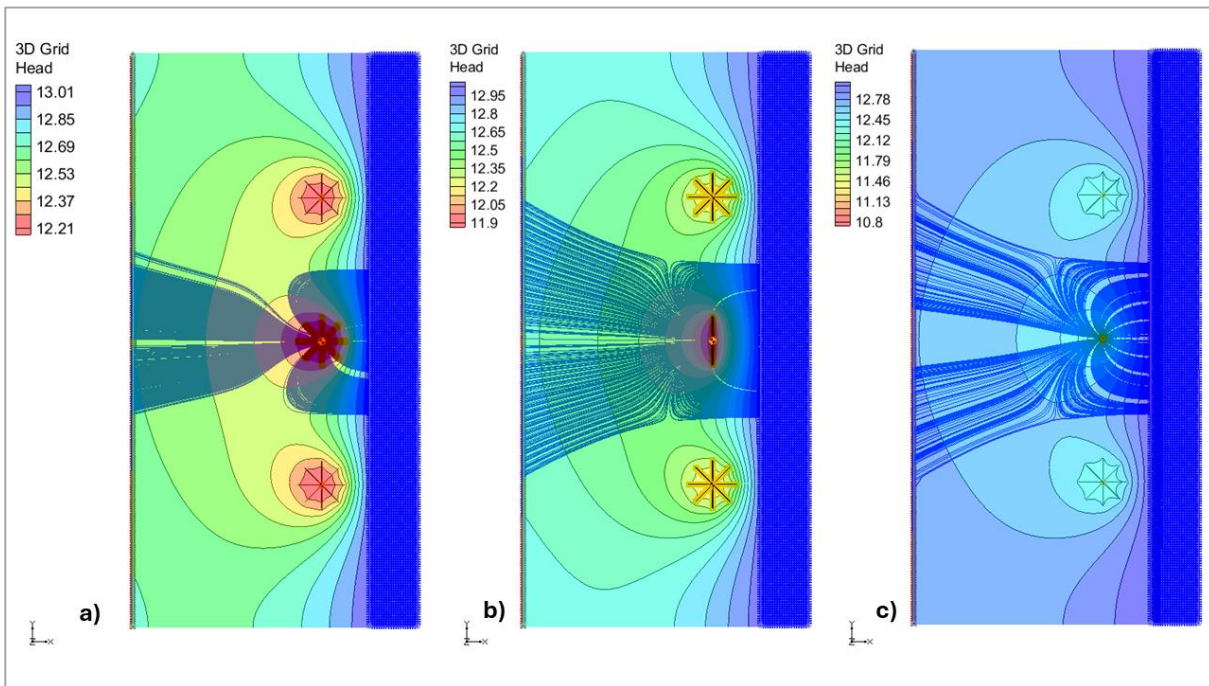 3D Grid
Head
13.01
12.85
12.69
12.53
12.37
12.21
a)
Y
Z
X
3D Grid
Head
12.95
12.8
12.65
12.5
12.35
12.2
12.05
11.9
b)
Y
Z
X
3D Grid
Head
12.78
12.45
12.12
11.79
11.46
11.13
10.8
c)
Y
Z
X